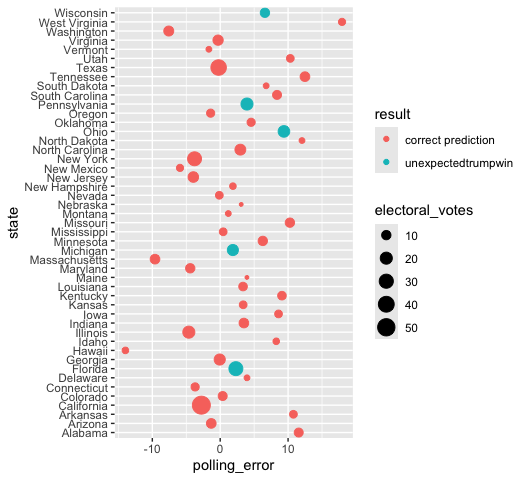 Wisconsin
West Virginia
Washington
Virginia
Vermont
Utah
Texas
Tennessee
South Dakota
South Carolina
Pennsylvania
Oregon
Oklahoma
Ohio
North Dakota
North Carolina
New York
New Mexico
New Jersey
New Hampshire
Nevada
Nebraska
Montana
Missouri
Mississippi
Minnesota
Michigan
Massachusetts
Maryland
Maine
Louisiana
Kentucky
Kansas
Iowa
Indiana
Illinois
Idaho
Hawaii
Georgia
Florida
Delaware
Connecticut
Colorado
California
Arkansas
Arizona
Alabama
state
-10 0 10
polling_error
result
correct prediction
unexpectedtrumpwin
electoral_votes
10
20
30
40
50